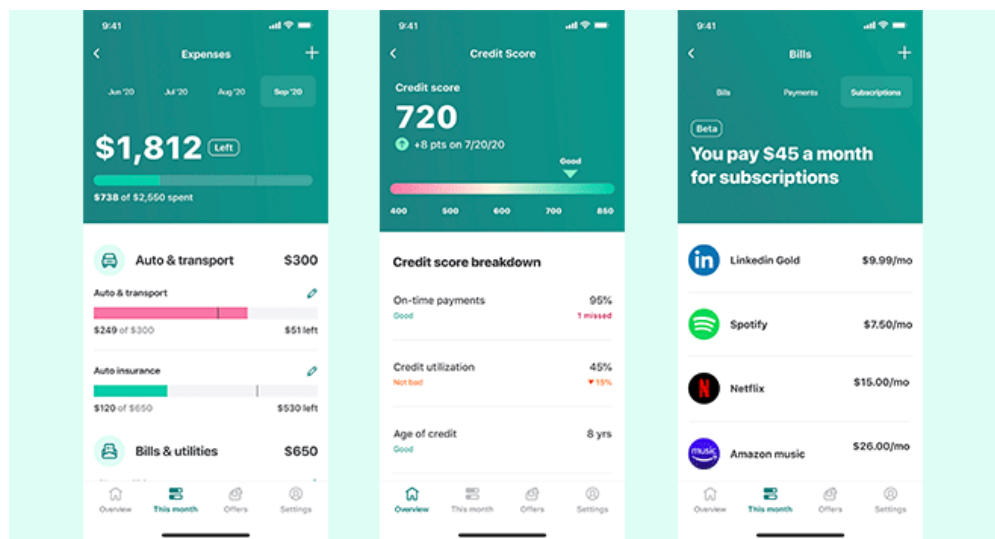 9:41
Expenses
Jun '20 Jul '20 Aug '20 Sep '20
$1,812 Left
$738 of $2,550 spent
Auto & transport $300
Auto & transport
$249 of $300 $51 left
Auto insurance
$120 of $650 $530 left
Bills & utilities $650
Overview This month Offers Settings
9:41
Credit Score
Credit score
720
+8 pts on 7/20/20
Good
400 500 600 700 850
Credit score breakdown
On-time payments 95%
Good 1 missed
Credit utilization 45%
Not bad 15%
Age of credit 8 yrs
Good
Overview This month Offers Settings
9:41
Bills
Bills Payments Subscriptions
Beta
You pay $45 a month
for subscriptions
in Linkedin Gold $9.99/mo
Spotify $7.50/mo
N Netflix $15.00/mo
music Amazon music $26.00/mo
Overview This month Offers Settings